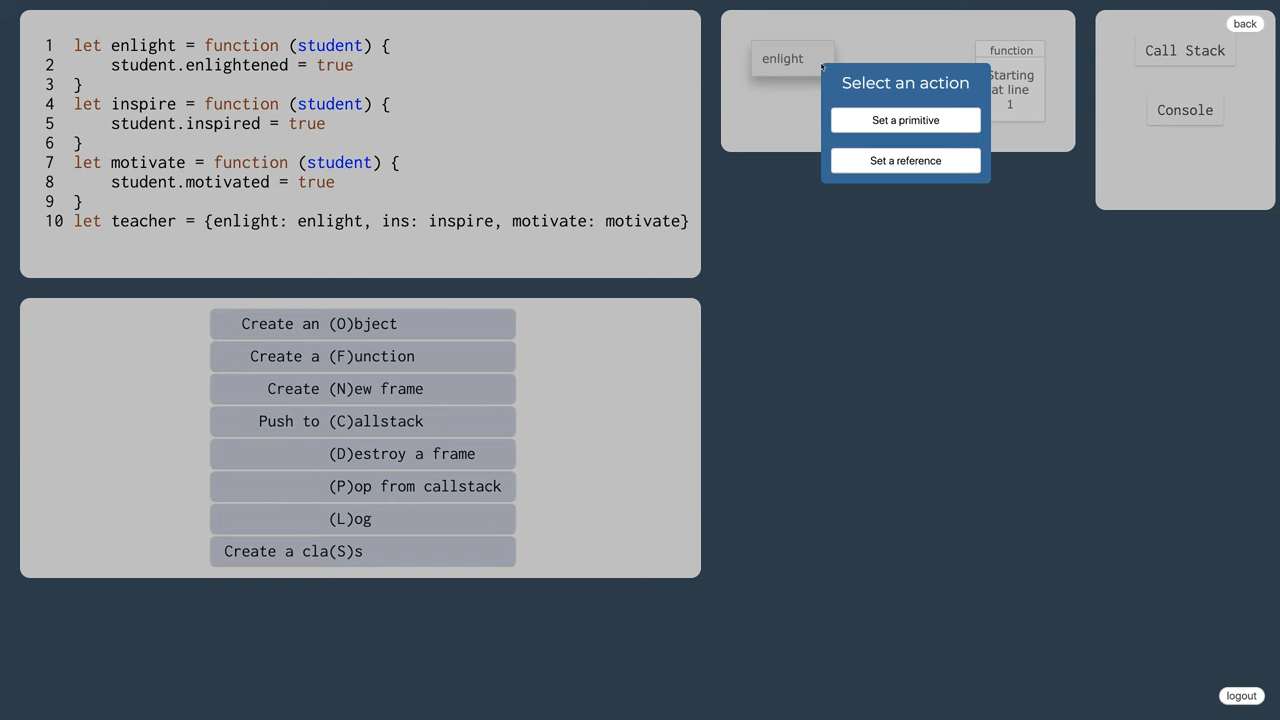 1 let enlight = function (student) {
2 student.enlightened = true
3 }
4 let inspire = function (student) {
5 student.inspired = true
6 }
7 let motivate = function (student) {
8 student.motivated = true
9 }
10 let teacher = {enlight: enlight, ins: inspire, motivate: motivate}
Create an (O)bject
Create a (F)unction
Create (N)ew frame
Push to (C)allstack
(D)estroy a frame
(P)op from callstack
(L)og
Create a cla(S)s
enlight
function
Starting
at line
1
Select an action
Set a primitive
Set a reference
back
Call Stack
Console
logout